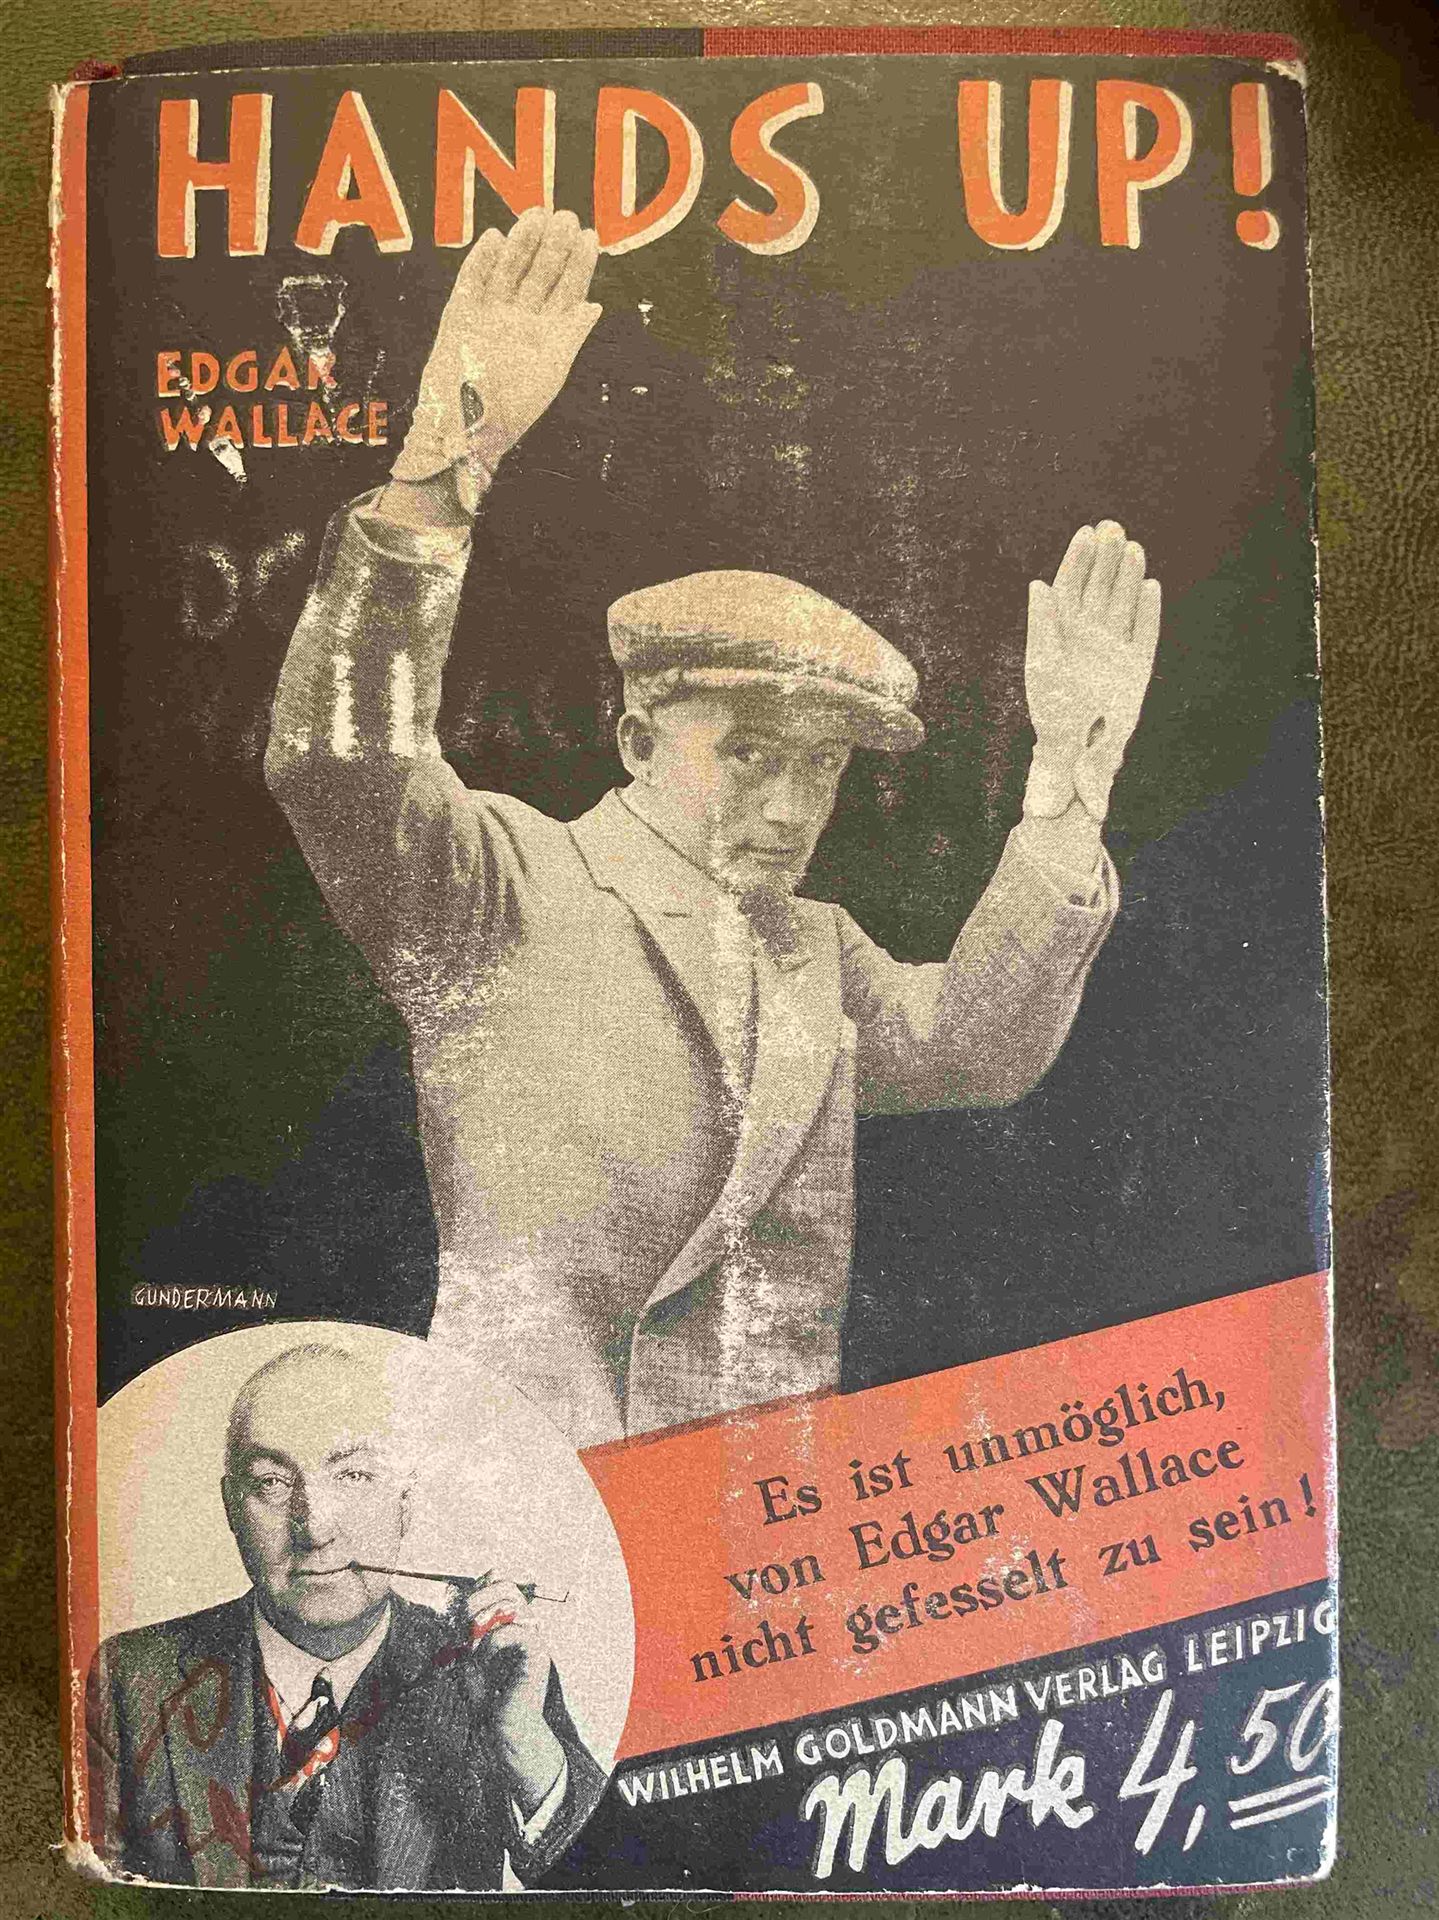 HANDS UP!
EDGAR
WALLACE
GUNDERMANN
Es ist unmöglich,
von Edgar Wallace
nicht gefesselt zu sein!
WILHELM GOLDMANN VERLAG LEIPZIG
Mark 4,50